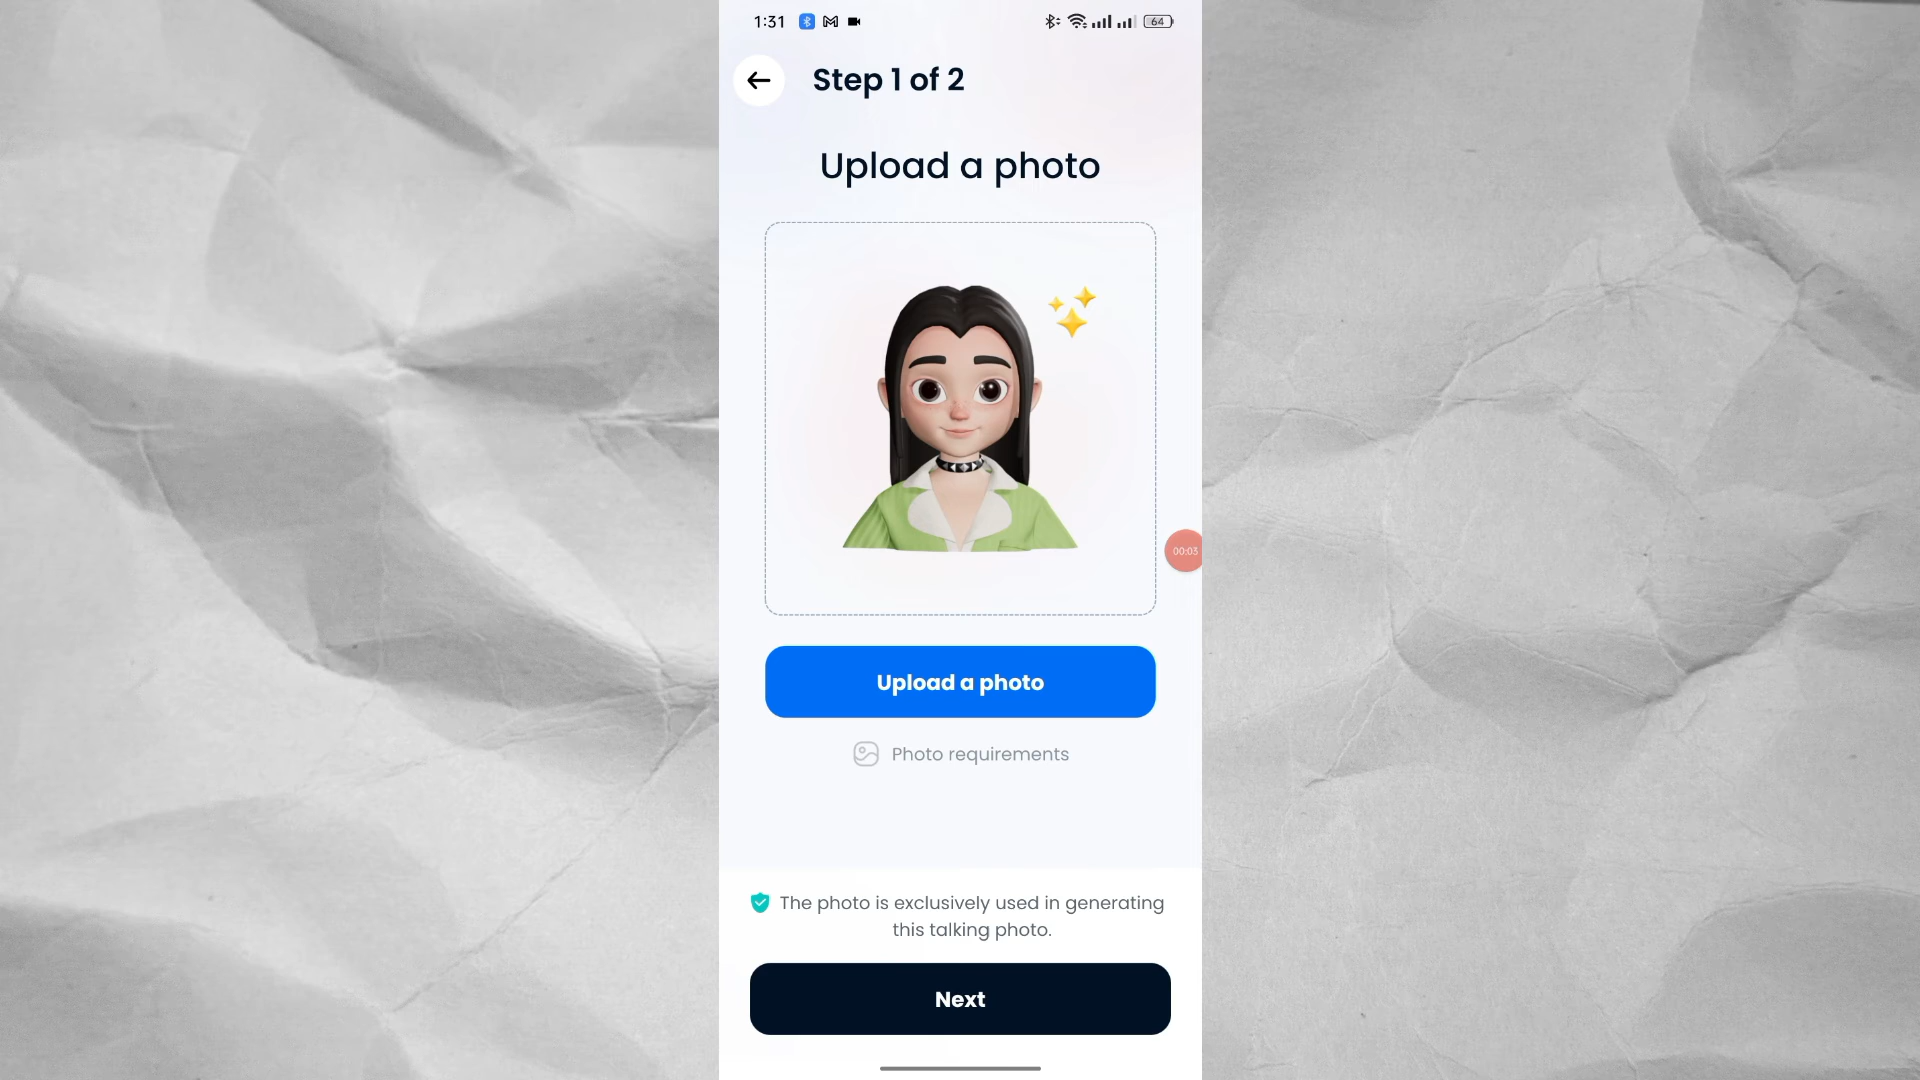 1:31
64
Step 1 of 2
Upload a photo
00:03
Upload a photo
Photo requirements
The photo is exclusively used in generating
this talking photo.
Next